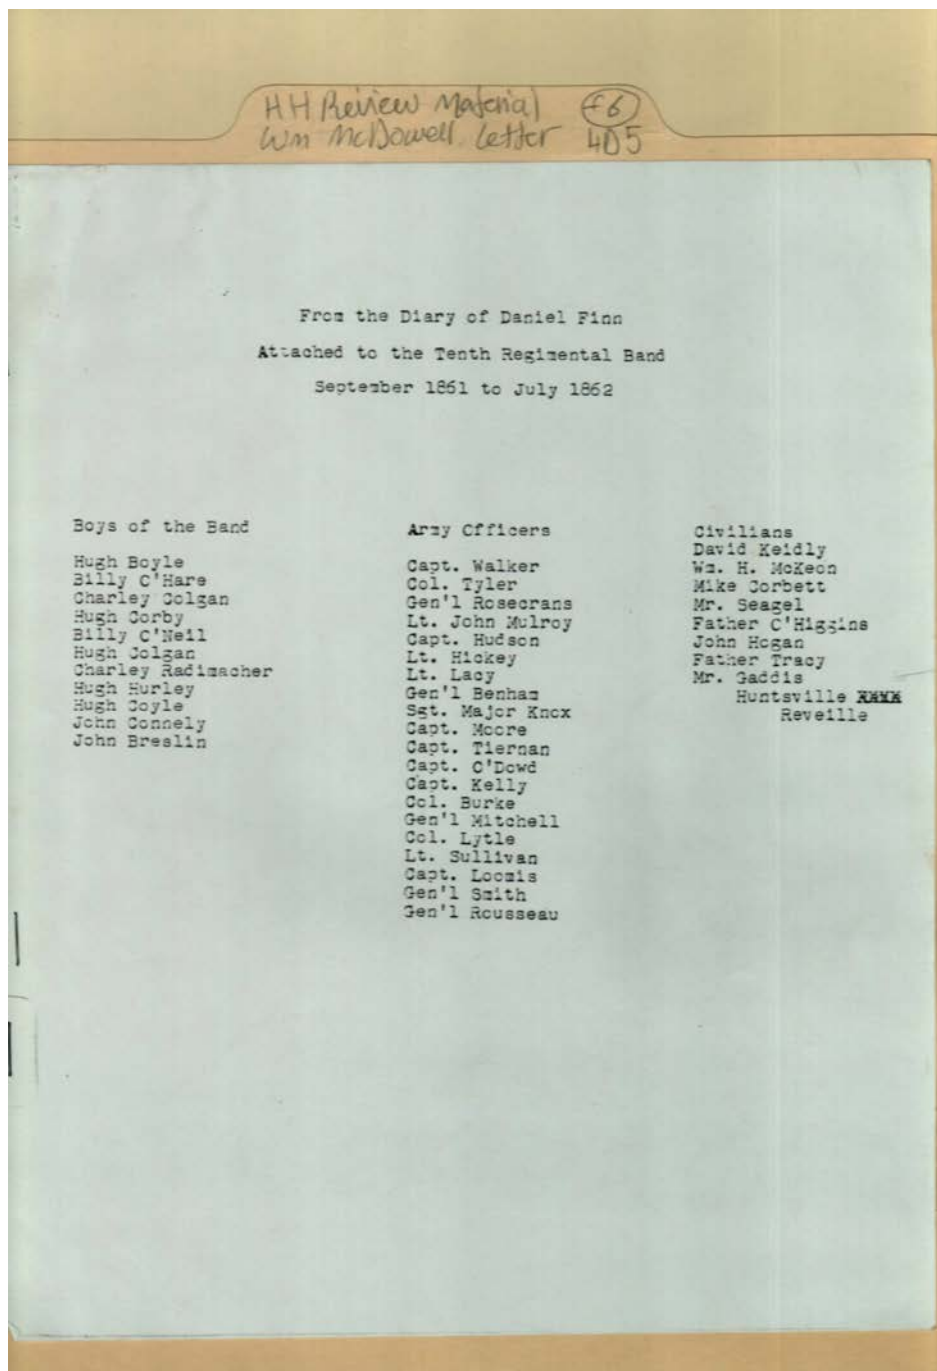 HH Review Material f6
Wm McDowell Letter 4D5
From the Diary of Daniel Finn
Attached to the Tenth Regimental Band
September 1861 to July 1862
Boys of the Band
Hugh Boyle
Billy O'Hare
Charley Colgan
Hugh Corby
Billy O'Neil
Hugh Colgan
Charley Radimacher
Hugh Hurley
Hugh Coyle
John Connely
John Breslin
Army Officers
Capt. Walker
Col. Tyler
Gen'l Rosecrans
Lt. John Mulroy
Capt. Hudson
Lt. Hickey
Lt. Lacy
Gen'l Benham
Sgt. Major Knox
Capt. Moore
Capt. Tiernan
Capt. O'Dowd
Capt. Kelly
Col. Burke
Gen'l Mitchell
Col. Lytle
Lt. Sullivan
Capt. Loomis
Gen'l Smith
Gen'l Rousseau
Civilians
David Keidly
Wm. H. McKeon
Mike Corbett
Mr. Seagel
Father O'Higgins
John Hogan
Father Tracy
Mr. Gaddis
Huntsville
Reveille